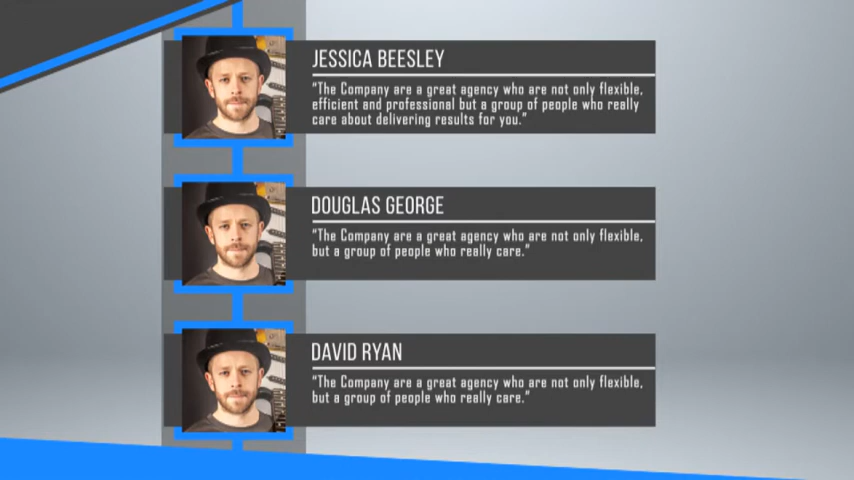 JESSICA BEESLEY
"The Company are a great agency who are not only flexible,
efficient and professional but a group of people who really
care about delivering results for you."
DOUGLAS GEORGE
"The Company are a great agency who are not only flexible,
but a group of people who really care."
DAVID RYAN
"The Company are a great agency who are not only flexible,
but a group of people who really care."